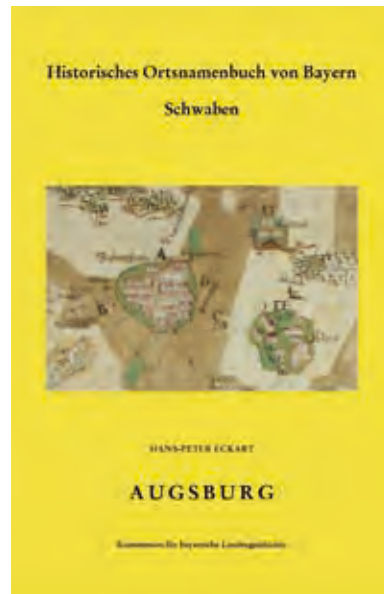 Historisches Ortsnamenbuch von Bayern
Schwaben
A
B
HANS-PETER ECKART
AUGSBURG
Kommission für bayerische Landesgeschichte